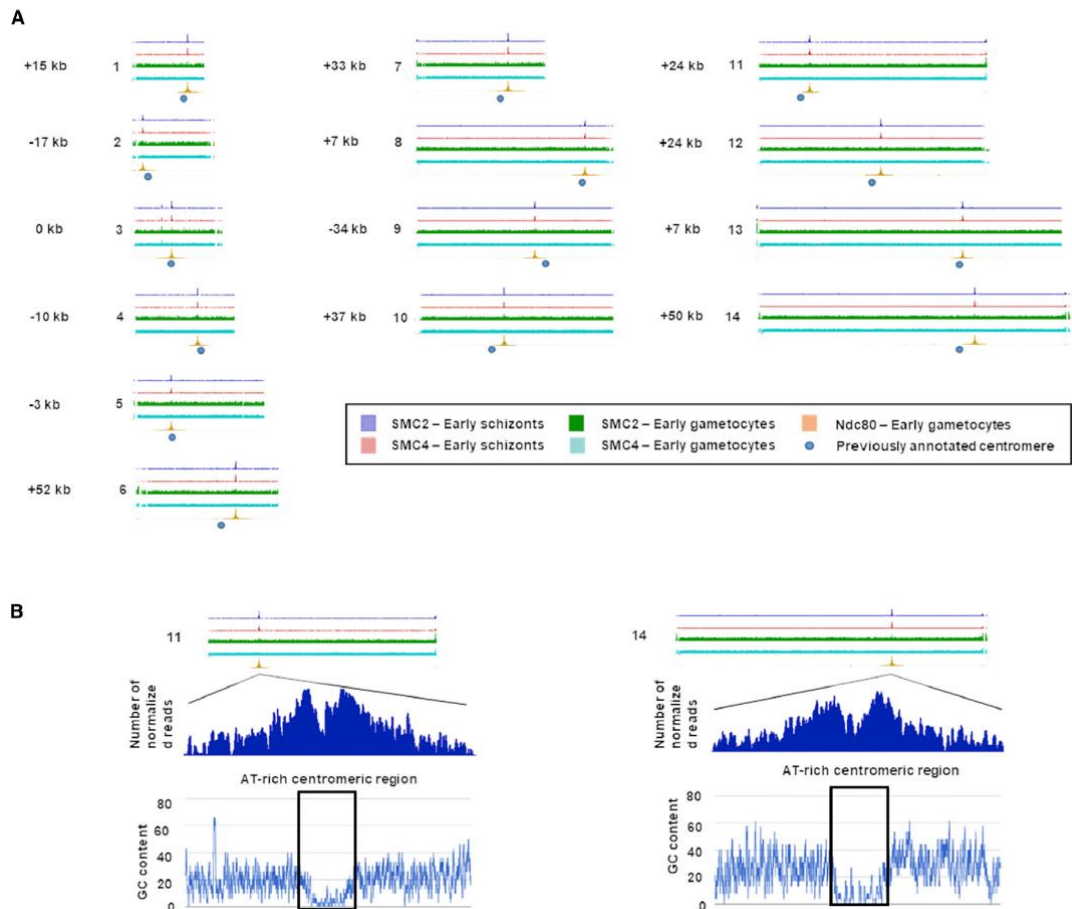 A
+15 kb 1
-17 kb 2
0 kb 3
-10 kb 4
-3 kb 5
+52 kb 6
+33 kb 7
+7 kb 8
-34 kb 9
+37 kb 10
+24 kb 11
+24 kb 12
+7 kb 13
+50 kb 14
SMC2 – Early schizonts
SMC4 – Early schizonts
SMC2 – Early gametocytes
SMC4 – Early gametocytes
Ndc80 – Early gametocytes
Previously annotated centromere
B
11
Number of
normalize
d reads
AT-rich centromeric region
GC content
80
60
40
20
0
14
Number of
normalize
d reads
AT-rich centromeric region
GC content
80
60
40
20
0